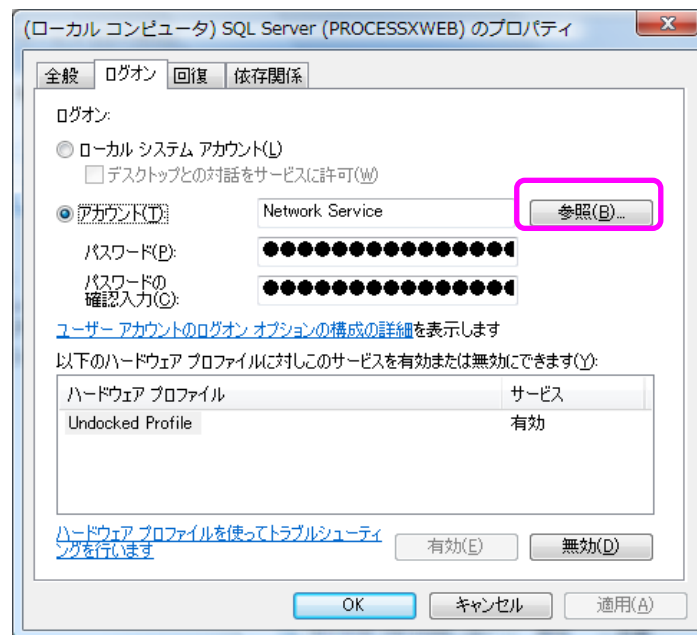 (ローカル コンピュータ) SQL Server (PROCESSXWEB) のプロパティ
全般 ログオン 回復 依存関係
ログオン:
ローカル システム アカウント(L)
デスクトップとの対話をサービスに許可(W)
アカウント(T): Network Service 参照(B)...
パスワード(P): ●●●●●●●●●●●●●●●
パスワードの
確認入力(C): ●●●●●●●●●●●●●●●
ユーザー アカウントのログオン オプションの構成の詳細を表示します
以下のハードウェア プロファイルに対しこのサービスを有効または無効にできます(Y):
ハードウェア プロファイル サービス
Undocked Profile 有効
ハードウェア プロファイルを使ってトラブルシューティ
ングを行います
有効(E) 無効(D)
OK キャンセル 適用(A)